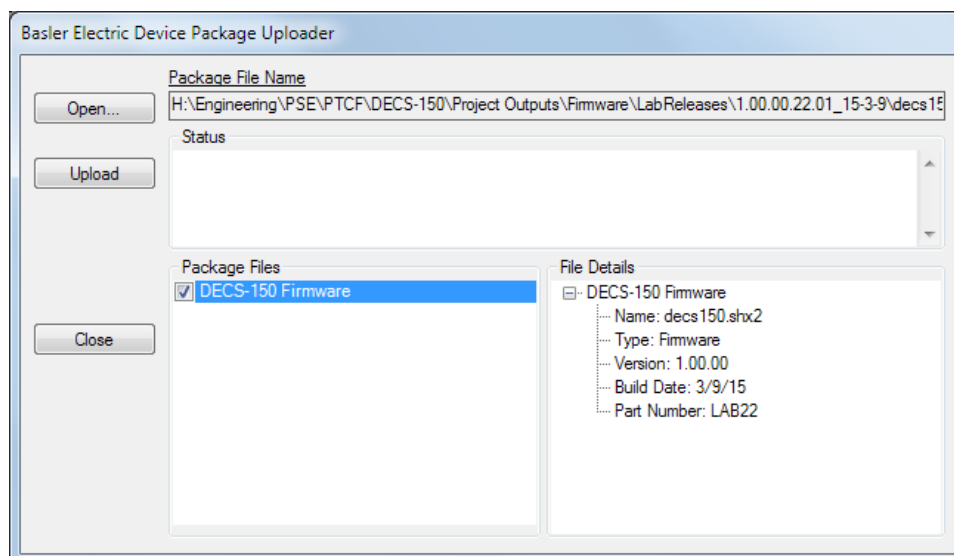 Basler Electric Device Package Uploader
Package File Name
Open...
H:\Engineering\PSE\PTCF\DECS-150\Project Outputs\Firmware\LabReleases\1.00.00.22.01_15-3-9\decs15
Status
Upload
Package Files
DECS-150 Firmware
Close
File Details
DECS-150 Firmware
Name: decs150.shx2
Type: Firmware
Version: 1.00.00
Build Date: 3/9/15
Part Number: LAB22